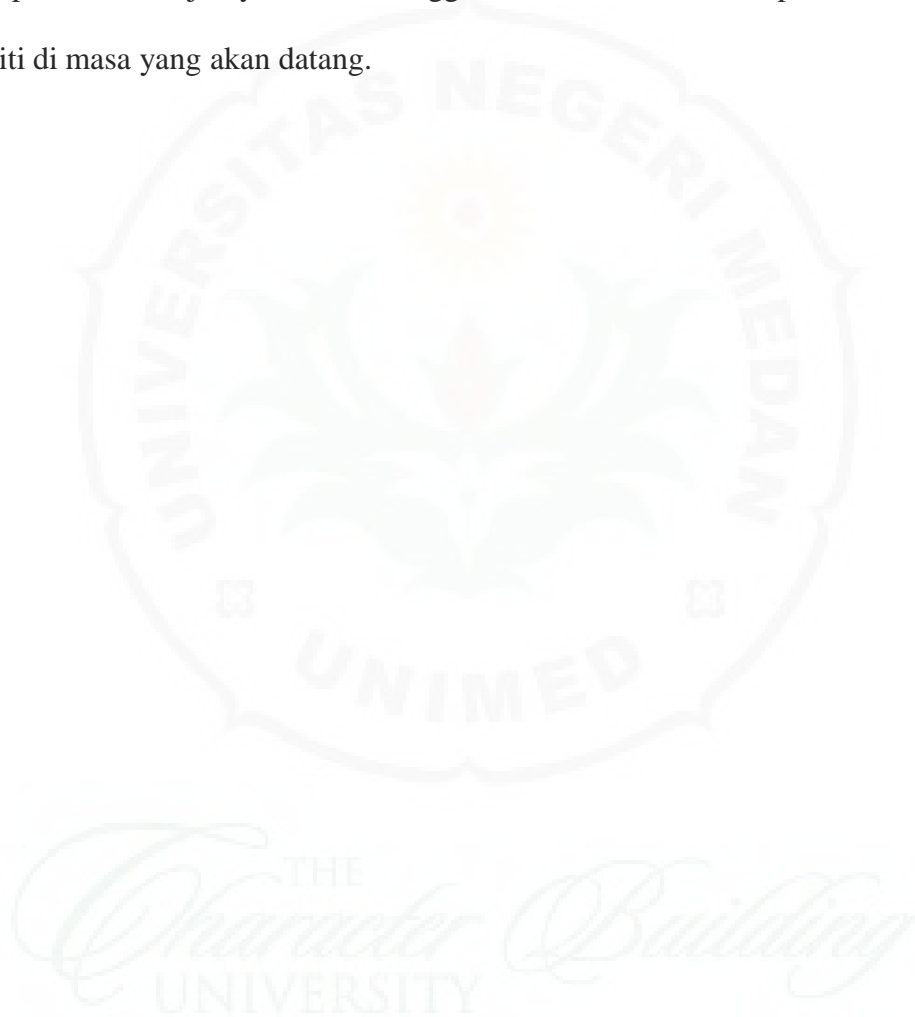 iti di masa yang akan datang.
UNIVERSITAS NEGERI MEDAN
UNIMED
THE
Character Building
UNIVERSITY